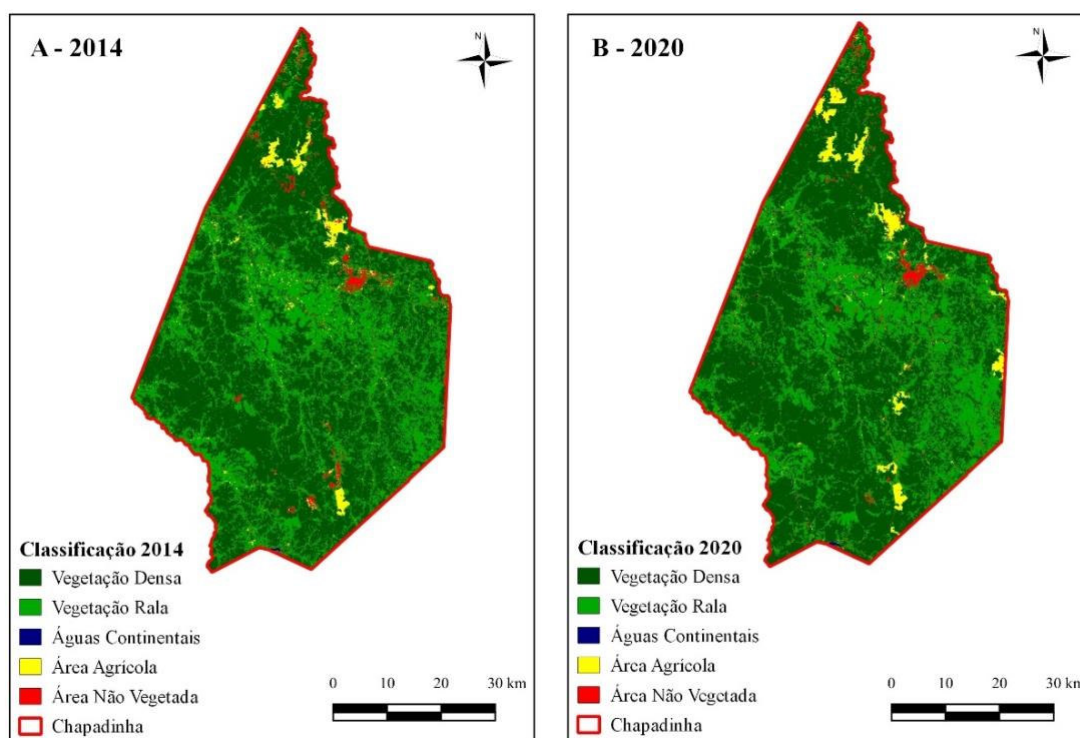 A - 2014
N
Classificação 2014
Vegetação Densa
Vegetação Rala
Águas Continentais
Área Agrícola
Área Não Vegetada
Chapadinha
0 10 20 30 km
B - 2020
N
Classificação 2020
Vegetação Densa
Vegetação Rala
Águas Continentais
Área Agrícola
Área Não Vegetada
Chapadinha
0 10 20 30 km